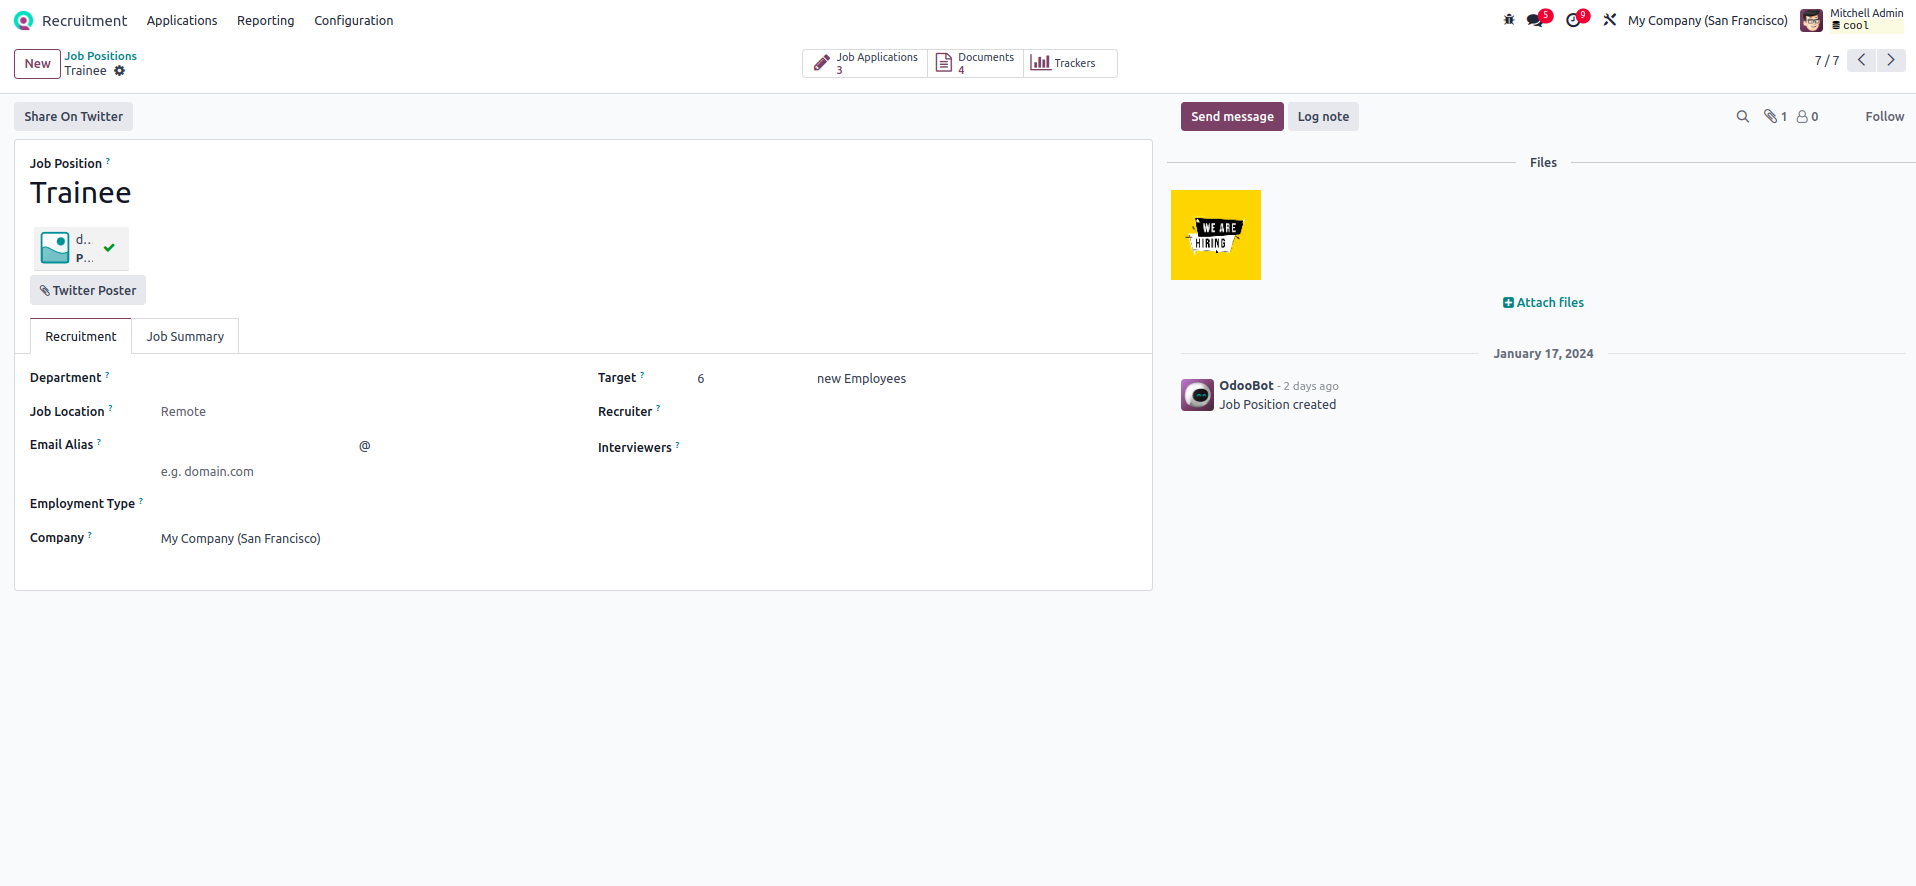 Recruitment Applications Reporting Configuration 5 9 My Company (San Francisco) Mitchell Admin
cool
New Job Positions
Trainee
Job Applications
3
Documents
4
Trackers
7 / 7
Share On Twitter
Send message Log note 1 0 Follow
Job Position ?
Trainee
d...
P...
Twitter Poster
Recruitment Job Summary
Department ?
Job Location ? Remote
Email Alias ? @
e.g. domain.com
Employment Type ?
Company ? My Company (San Francisco)
Target ? 6 new Employees
Recruiter ?
Interviewers ?
Files
WE ARE
HIRING
Attach files
January 17, 2024
OdooBot - 2 days ago
Job Position created